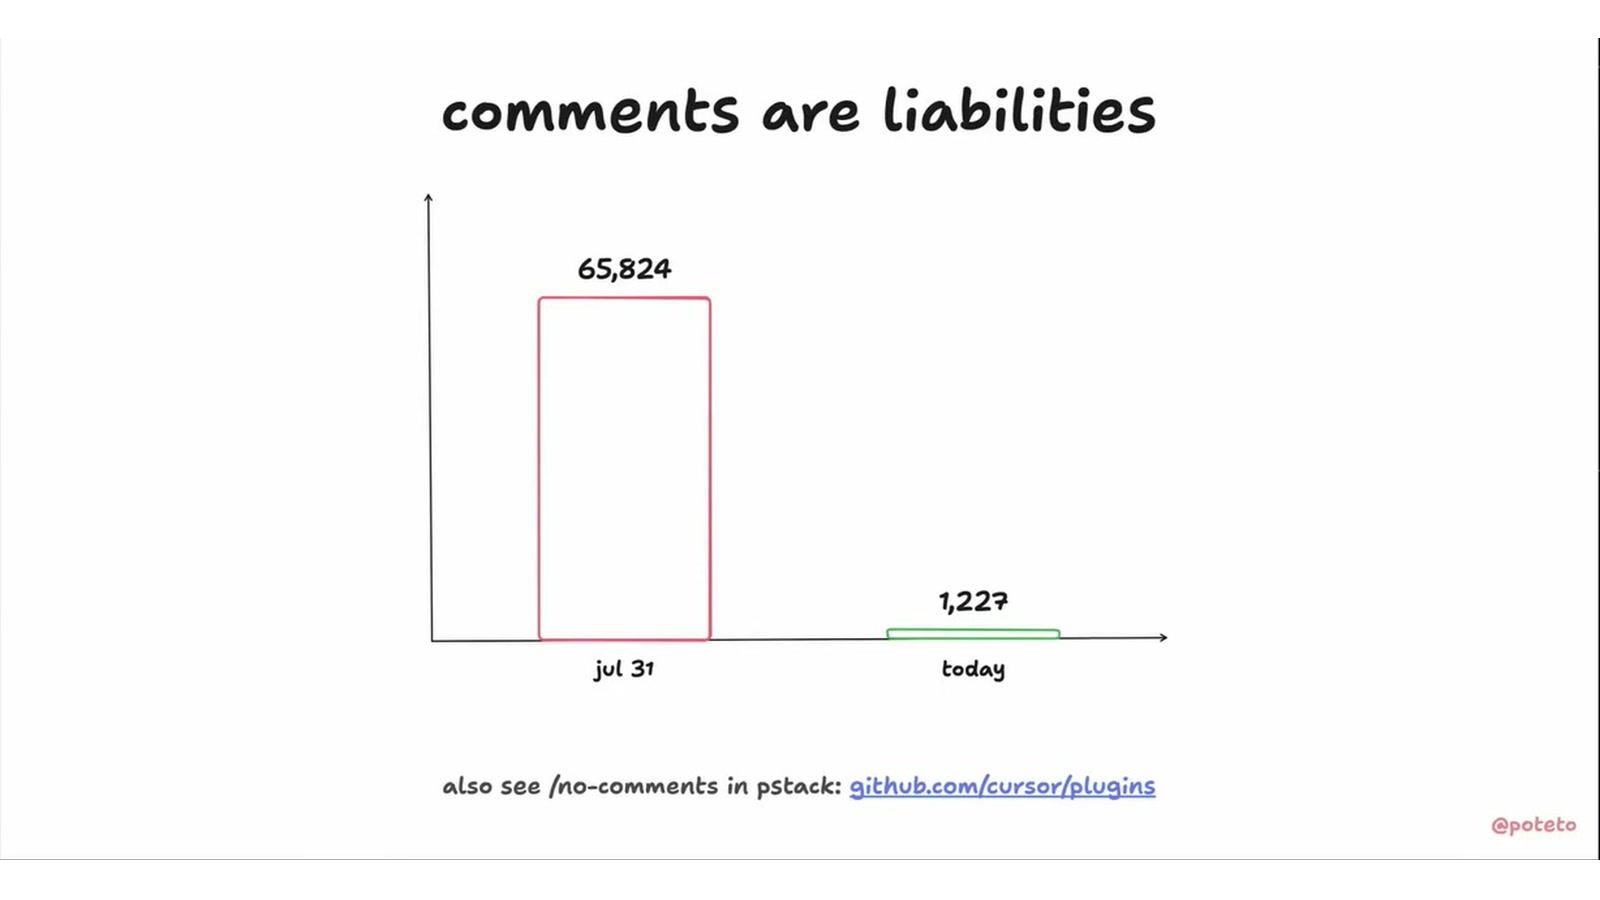 comments are liabilities
65,824
1,227
jul 31
today
also see /no-comments in pstack: github.com/cursor/plugins
@poteto